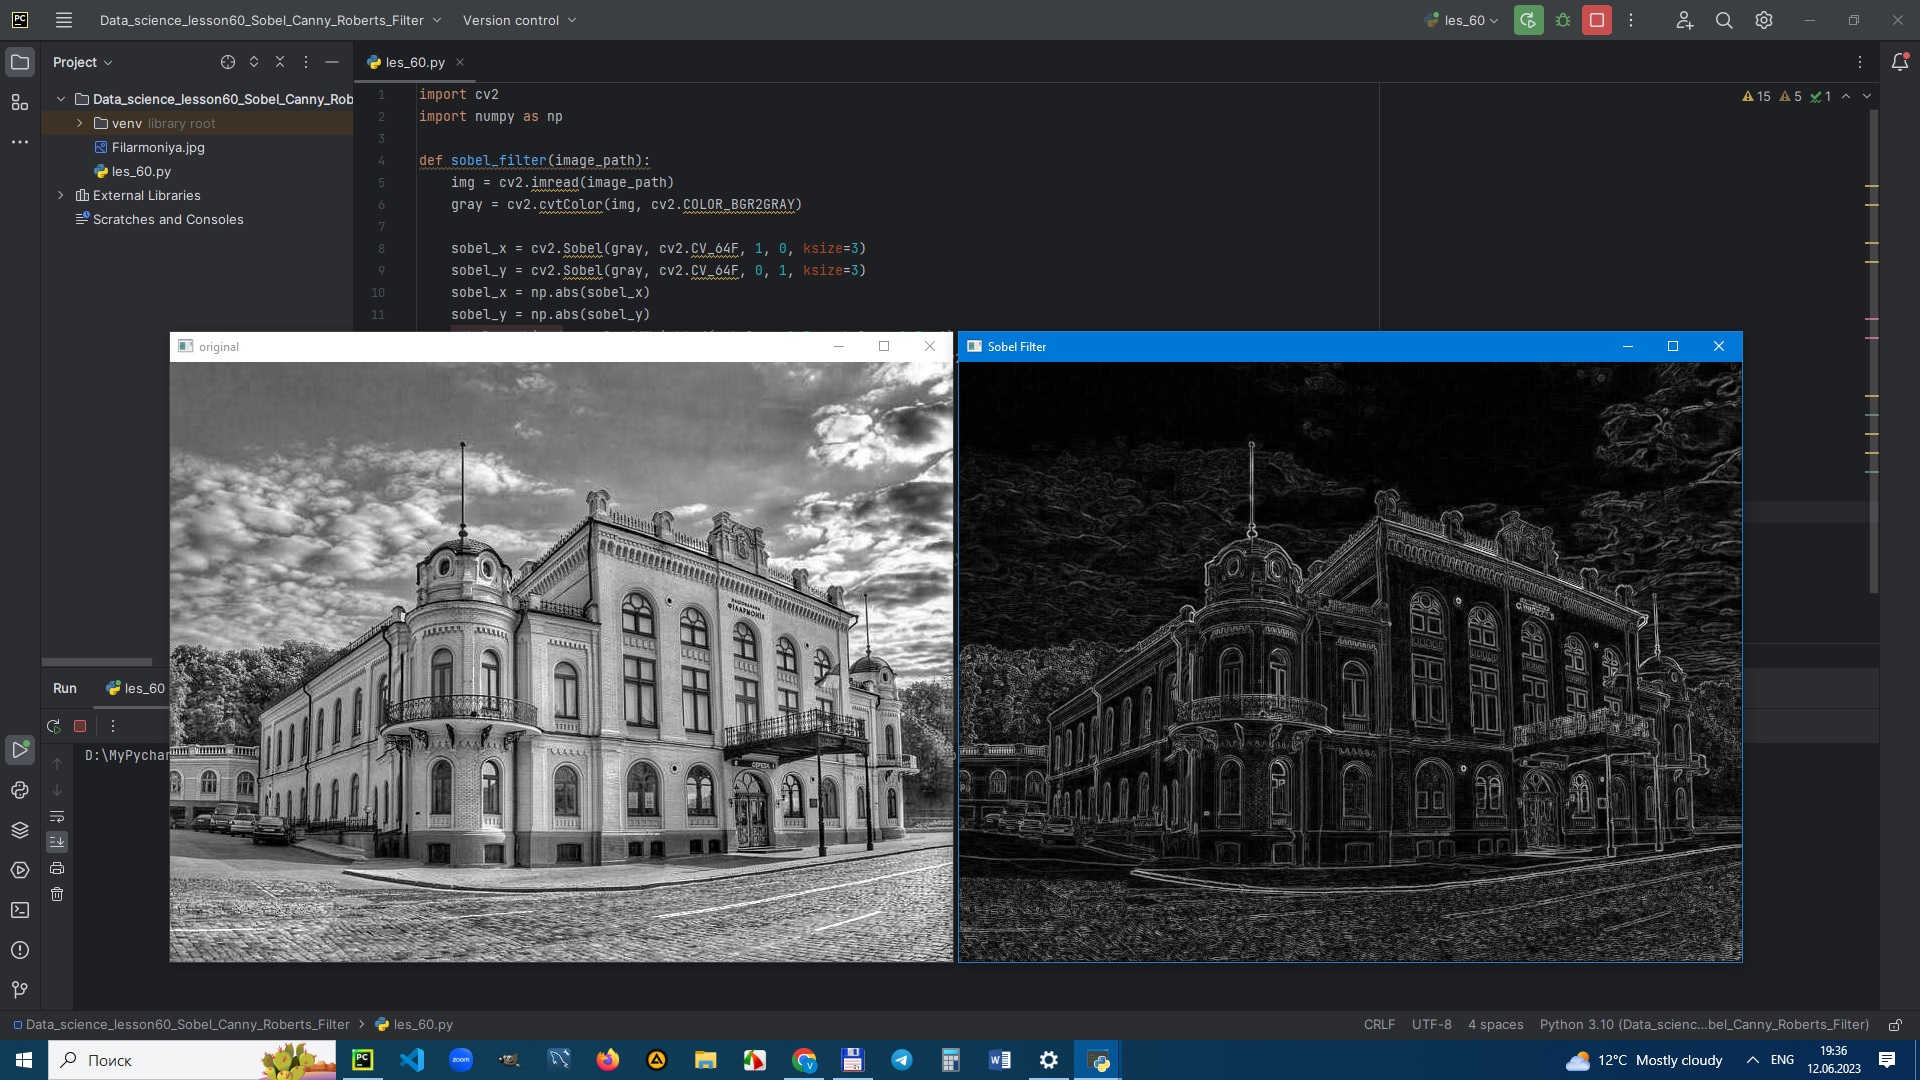 PC
Data_science_lesson60_Sobel_Canny_Roberts_Filter
Version control
les_60
Project
les_60.py
Data_science_lesson60_Sobel_Canny_Rob
venv library root
Filarmoniya.jpg
les_60.py
External Libraries
Scratches and Consoles
15 5 1
1 import cv2
2 import numpy as np
3
4 def sobel_filter(image_path):
5 img = cv2.imread(image_path)
6 gray = cv2.cvtColor(img, cv2.COLOR_BGR2GRAY)
7
8 sobel_x = cv2.Sobel(gray, cv2.CV_64F, 1, 0, ksize=3)
9 sobel_y = cv2.Sobel(gray, cv2.CV_64F, 0, 1, ksize=3)
10 sobel_x = np.abs(sobel_x)
11 sobel_y = np.abs(sobel_y)
original
Sobel Filter
ФІЛАРМОНІЯ
Run
les_60
D:\MyPychar
Data_science_lesson60_Sobel_Canny_Roberts_Filter
les_60.py
CRLF
UTF-8
4 spaces
Python 3.10 (Data_scienc...bel_Canny_Roberts_Filter)
Поиск
PC
zoom
12°C Mostly cloudy
ENG
19:36
12.06.2023